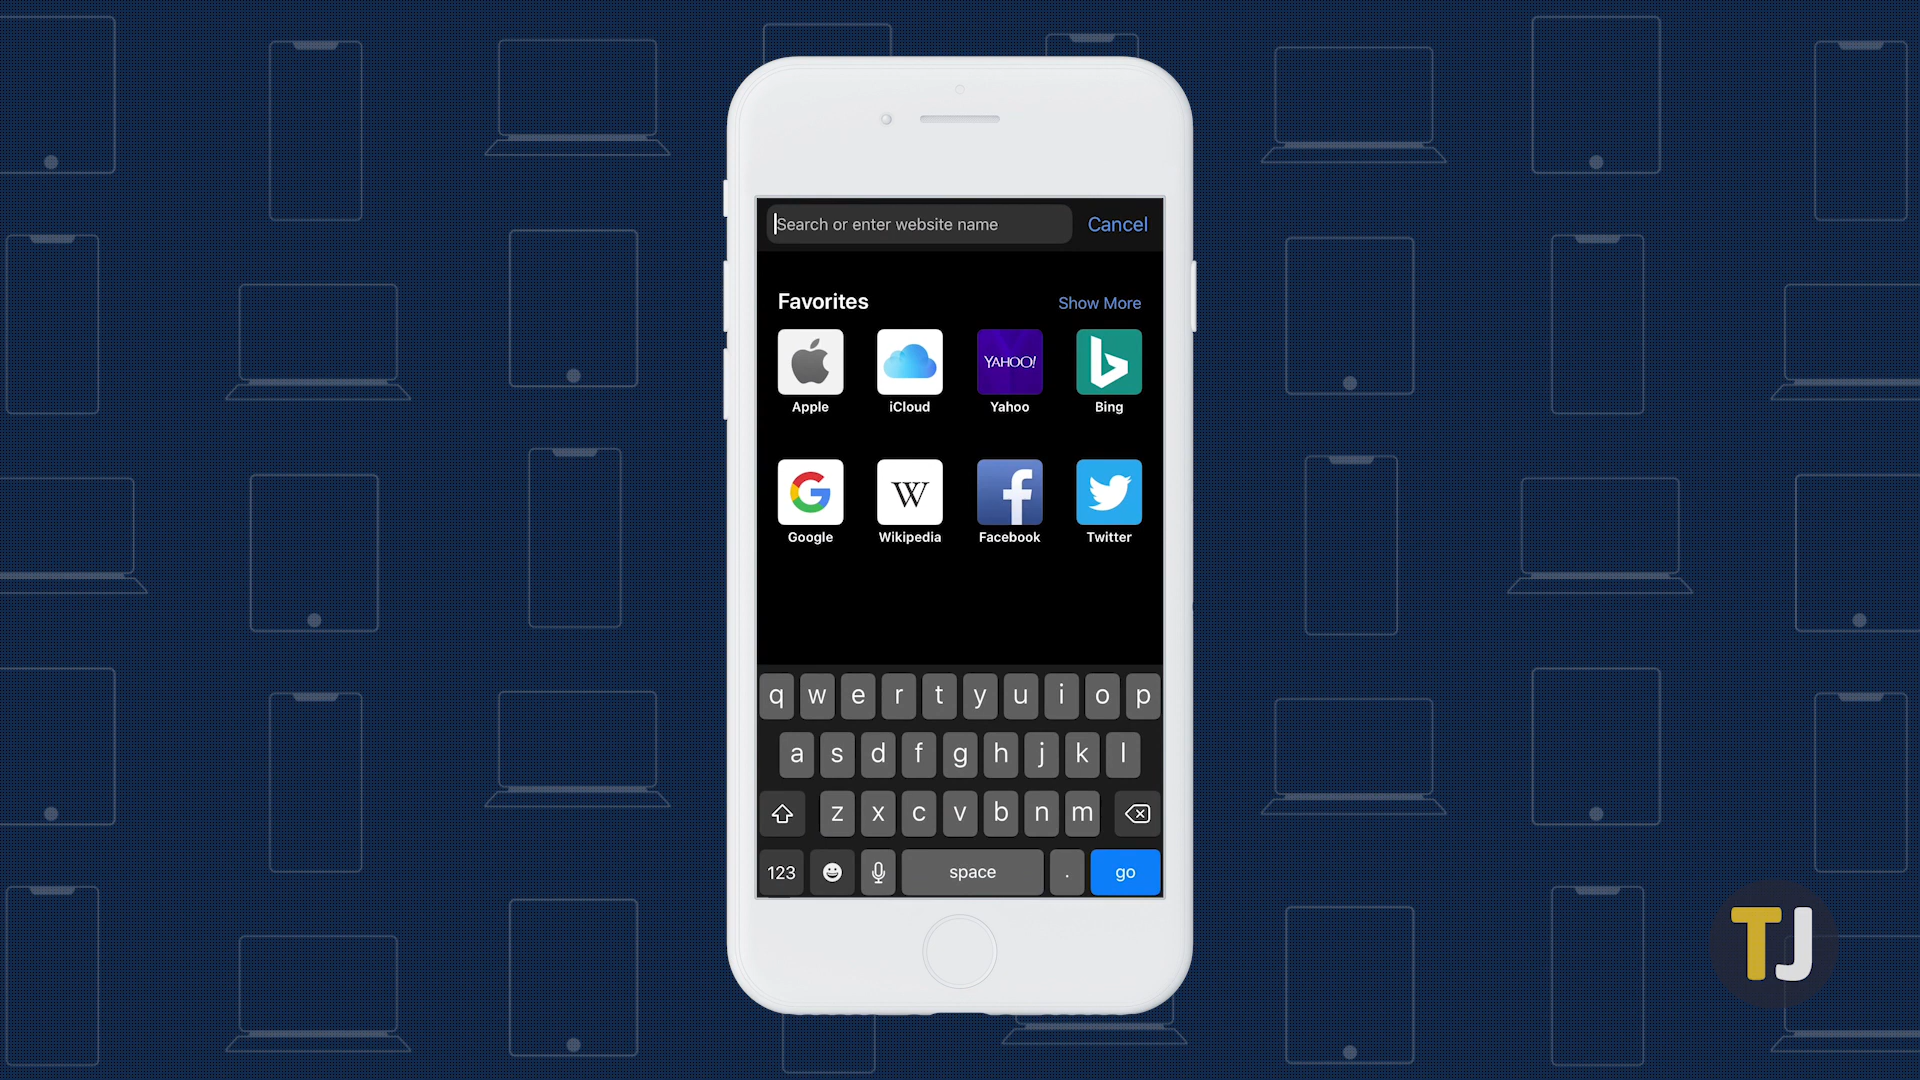 Search or enter website name Cancel
Favorites Show More
YAHOO!
Apple iCloud Yahoo Bing
G W f
Google Wikipedia Facebook Twitter
q w e r t y u i o p
a s d f g h j k l
z x c v b n m
123 space . go
TJ